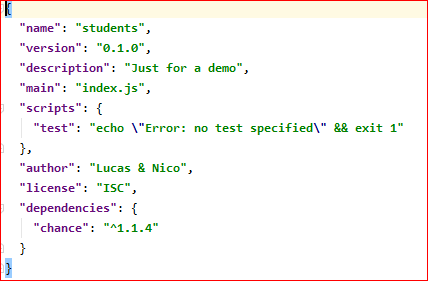 {
"name": "students",
"version": "0.1.0",
"description": "Just for a demo",
"main": "index.js",
"scripts": {
"test": "echo \"Error: no test specified\" && exit 1"
},
"author": "Lucas & Nico",
"license": "ISC",
"dependencies": {
"chance": "^1.1.4"
}
}